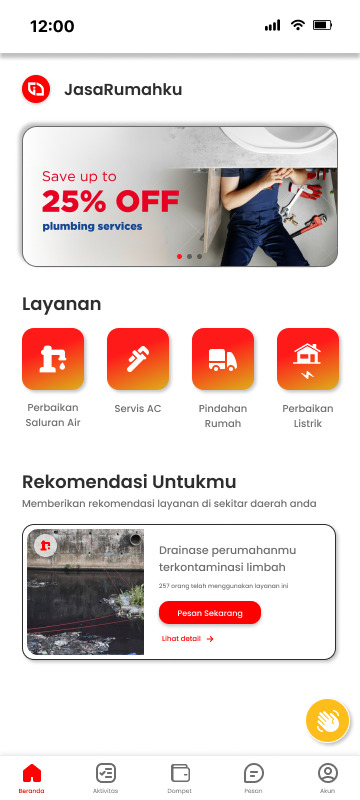 12:00
JasaRumahku
Save up to
25% OFF
plumbing services
Layanan
Perbaikan
Saluran Air
Servis AC
Pindahan
Rumah
Perbaikan
Listrik
Rekomendasi Untukmu
Memberikan rekomendasi layanan di sekitar daerah anda
Drainase perumahanmu
terkontaminasi limbah
257 orang telah menggunakan layanan ini
Pesan Sekarang
Lihat detail
Beranda
Aktivitas
Dompet
Pesan
Akun